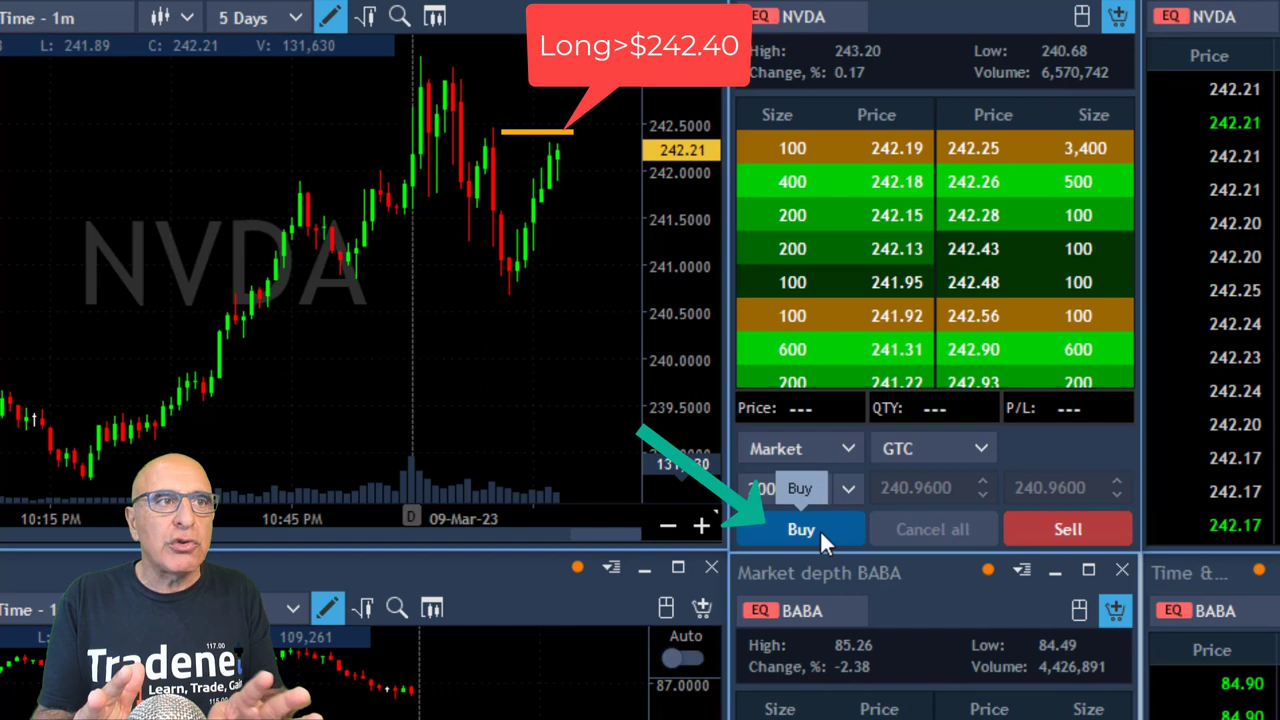 Time - 1m
5 Days
L: 241.89 C: 242.21 V: 131,630
Long>$242.40
NVDA
242.5000
242.21
242.0000
241.5000
241.0000
240.5000
240.0000
239.5000
10:15 PM
10:45 PM
D
09-Mar-23
EQ NVDA
High: 243.20 Low: 240.68
Change, %: 0.17 Volume: 6,570,742
Size Price Price Size
100 242.19 242.25 3,400
400 242.18 242.26 500
200 242.15 242.28 100
200 242.13 242.43 100
100 241.95 242.48 100
100 241.92 242.56 100
600 241.31 242.90 600
200 241.22 242.93 200
Price: --- QTY: --- P/L: ---
Market GTC
Buy 240.9600 240.9600
Buy Cancel all Sell
EQ NVDA
Price
242.21
242.21
242.21
242.21
242.20
242.20
242.25
242.24
242.23
242.24
242.20
242.17
242.17
242.17
109,261
Auto
87.0000
Market depth BABA
EQ BABA
High: 85.26 Low: 84.49
Change, %: -2.38 Volume: 4,426,891
Size Price Price Size
Time &...
EQ BABA
Price
84.90
117.00
Learn, Trade,